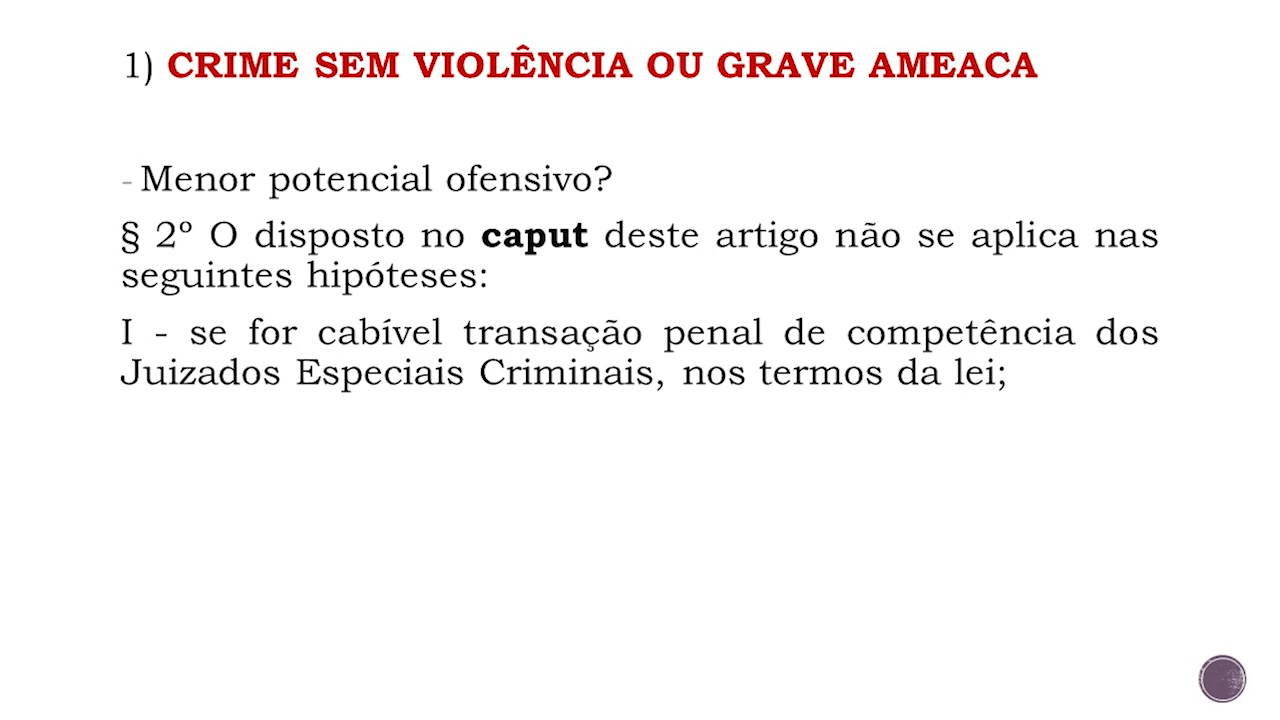 1) CRIME SEM VIOLÊNCIA OU GRAVE AMEACA
- Menor potencial ofensivo?
§ 2º O disposto no caput deste artigo não se aplica nas
seguintes hipóteses:
I - se for cabível transação penal de competência dos
Juizados Especiais Criminais, nos termos da lei;